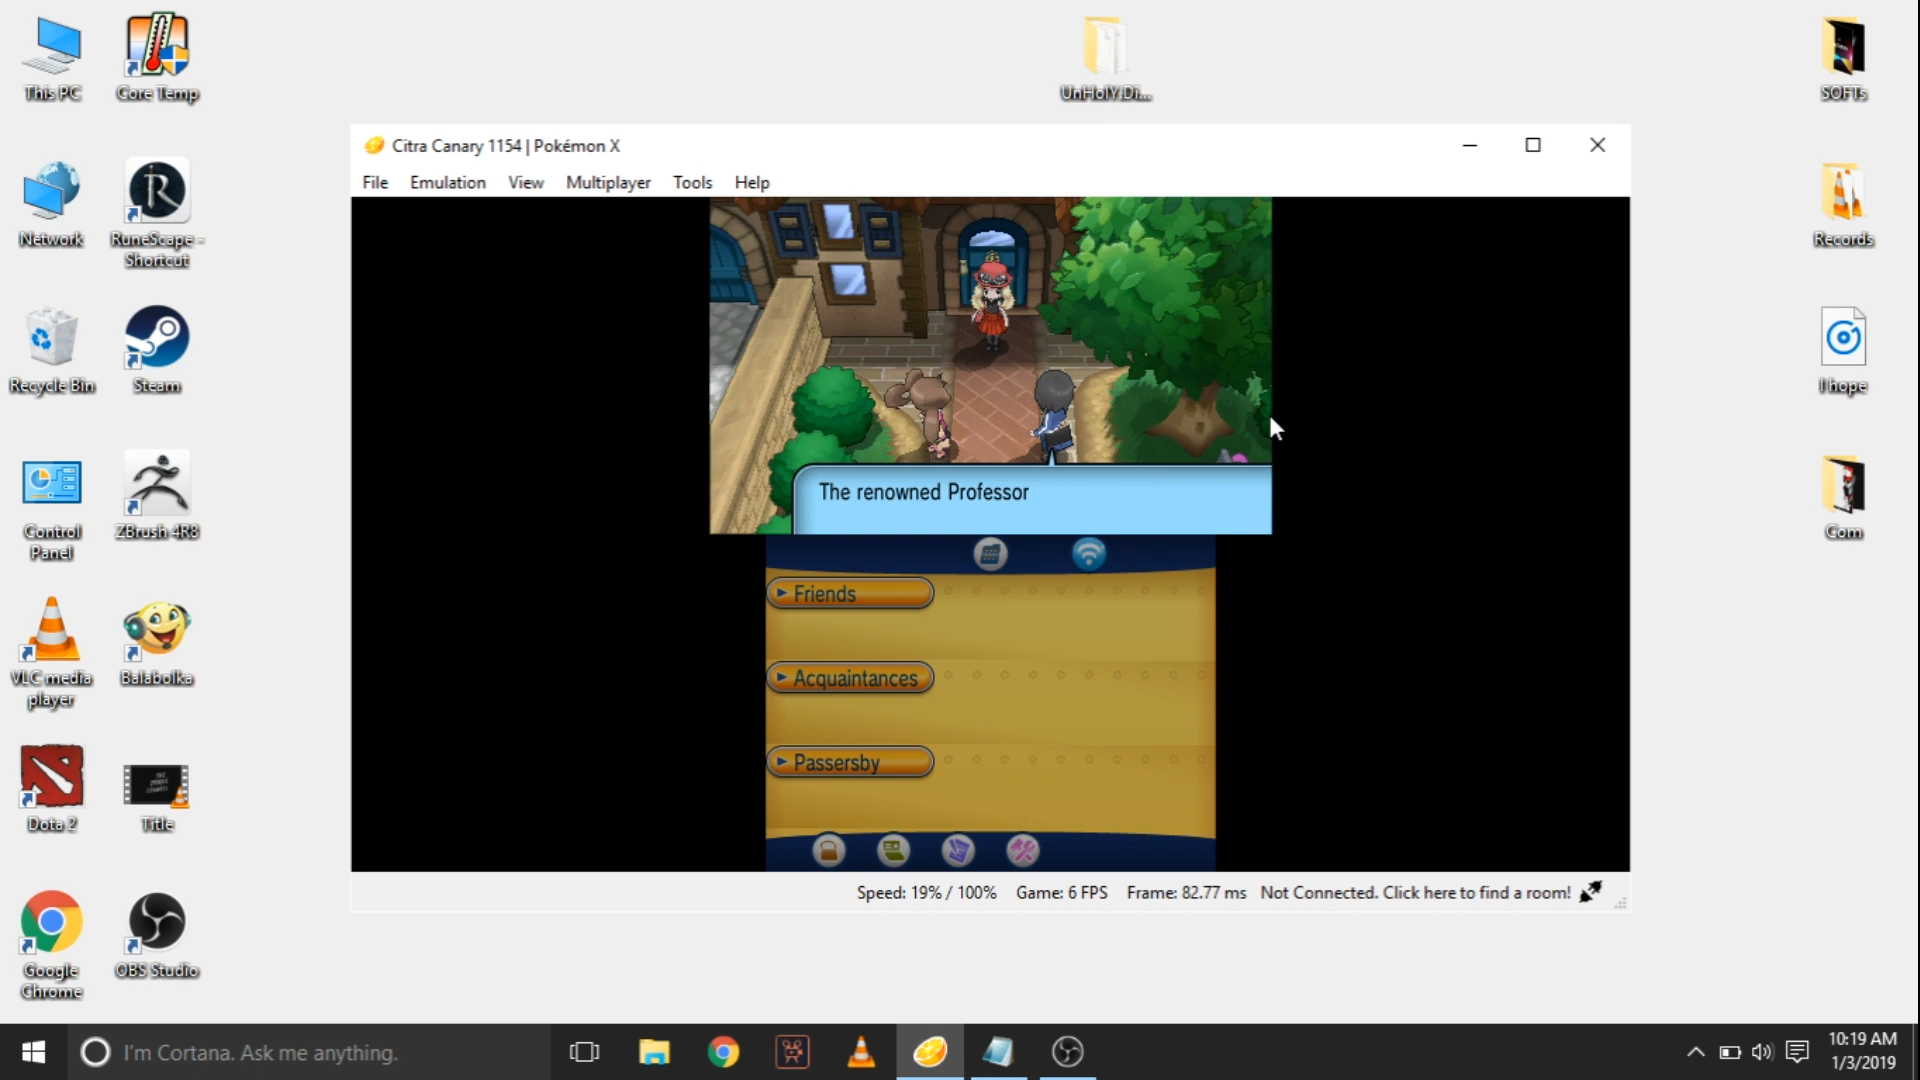 This PC
Core Temp
UnHolY.Di...
SOFTs
Network
RuneScape -
Shortcut
Records
Recycle Bin
Steam
I hope
Control
Panel
ZBrush 4R8
Com
VLC media
player
Balabolka
Dota 2
Title
Google
Chrome
OBS Studio
Citra Canary 1154 | Pokémon X
File Emulation View Multiplayer Tools Help
The renowned Professor
Friends
Acquaintances
Passersby
Speed: 19% / 100% Game: 6 FPS Frame: 82.77 ms Not Connected. Click here to find a room!
I'm Cortana. Ask me anything.
10:19 AM
1/3/2019